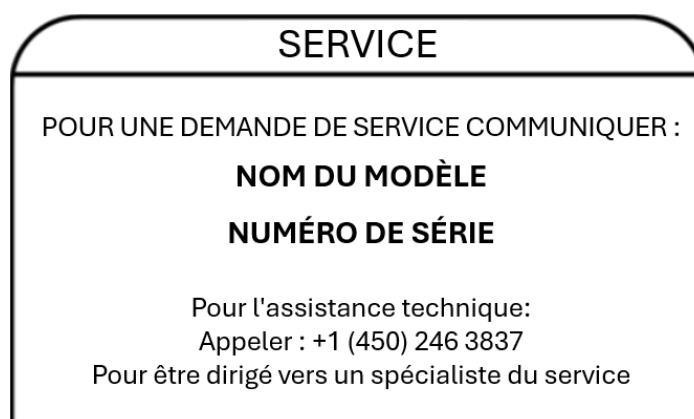 SERVICE
POUR UNE DEMANDE DE SERVICE COMMUNIQUER :
NOM DU MODÈLE
NUMÉRO DE SÉRIE
Pour l'assistance technique:
Appeler : +1 (450) 246 3837
Pour être dirigé vers un spécialiste du service